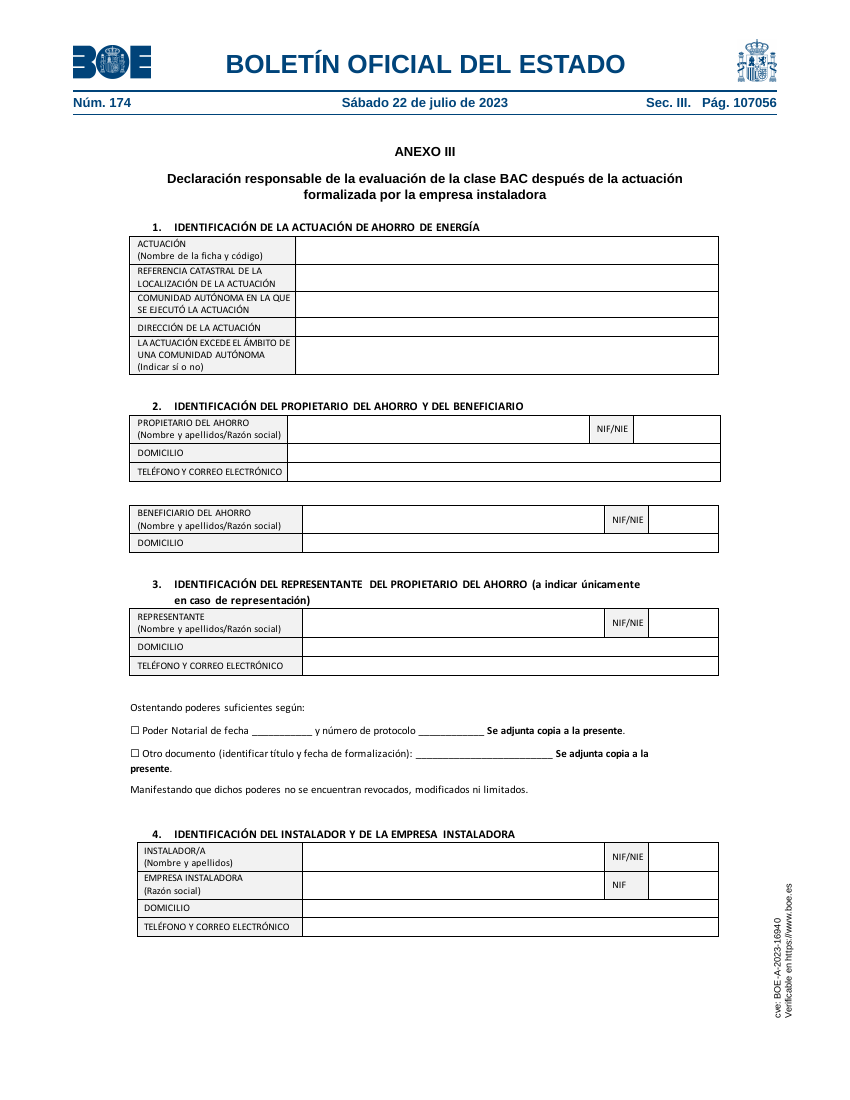 BOE
BOLETÍN OFICIAL DEL ESTADO
Núm. 174 Sábado 22 de julio de 2023 Sec. III. Pág. 107056
ANEXO III
Declaración responsable de la evaluación de la clase BAC después de la actuación
formalizada por la empresa instaladora
1. IDENTIFICACIÓN DE LA ACTUACIÓN DE AHORRO DE ENERGÍA
ACTUACIÓN
(Nombre de la ficha y código)
REFERENCIA CATASTRAL DE LA
LOCALIZACIÓN DE LA ACTUACIÓN
COMUNIDAD AUTÓNOMA EN LA QUE
SE EJECUTÓ LA ACTUACIÓN
DIRECCIÓN DE LA ACTUACIÓN
LA ACTUACIÓN EXCEDE EL ÁMBITO DE
UNA COMUNIDAD AUTÓNOMA
(Indicar sí o no)
2. IDENTIFICACIÓN DEL PROPIETARIO DEL AHORRO Y DEL BENEFICIARIO
PROPIETARIO DEL AHORRO
(Nombre y apellidos/Razón social) NIF/NIE
DOMICILIO
TELÉFONO Y CORREO ELECTRÓNICO
BENEFICIARIO DEL AHORRO
(Nombre y apellidos/Razón social) NIF/NIE
DOMICILIO
3. IDENTIFICACIÓN DEL REPRESENTANTE DEL PROPIETARIO DEL AHORRO (a indicar únicamente
en caso de representación)
REPRESENTANTE
(Nombre y apellidos/Razón social) NIF/NIE
DOMICILIO
TELÉFONO Y CORREO ELECTRÓNICO
Ostentando poderes suficientes según:
☐ Poder Notarial de fecha ___________ y número de protocolo ____________ Se adjunta copia a la presente.
☐ Otro documento (identificar título y fecha de formalización): _________________________ Se adjunta copia a la
presente.
Manifestando que dichos poderes no se encuentran revocados, modificados ni limitados.
4. IDENTIFICACIÓN DEL INSTALADOR Y DE LA EMPRESA INSTALADORA
INSTALADOR/A
(Nombre y apellidos) NIF/NIE
EMPRESA INSTALADORA
(Razón social) NIF
DOMICILIO
TELÉFONO Y CORREO ELECTRÓNICO
cve: BOE-A-2023-16940
Verificable en https://www.boe.es